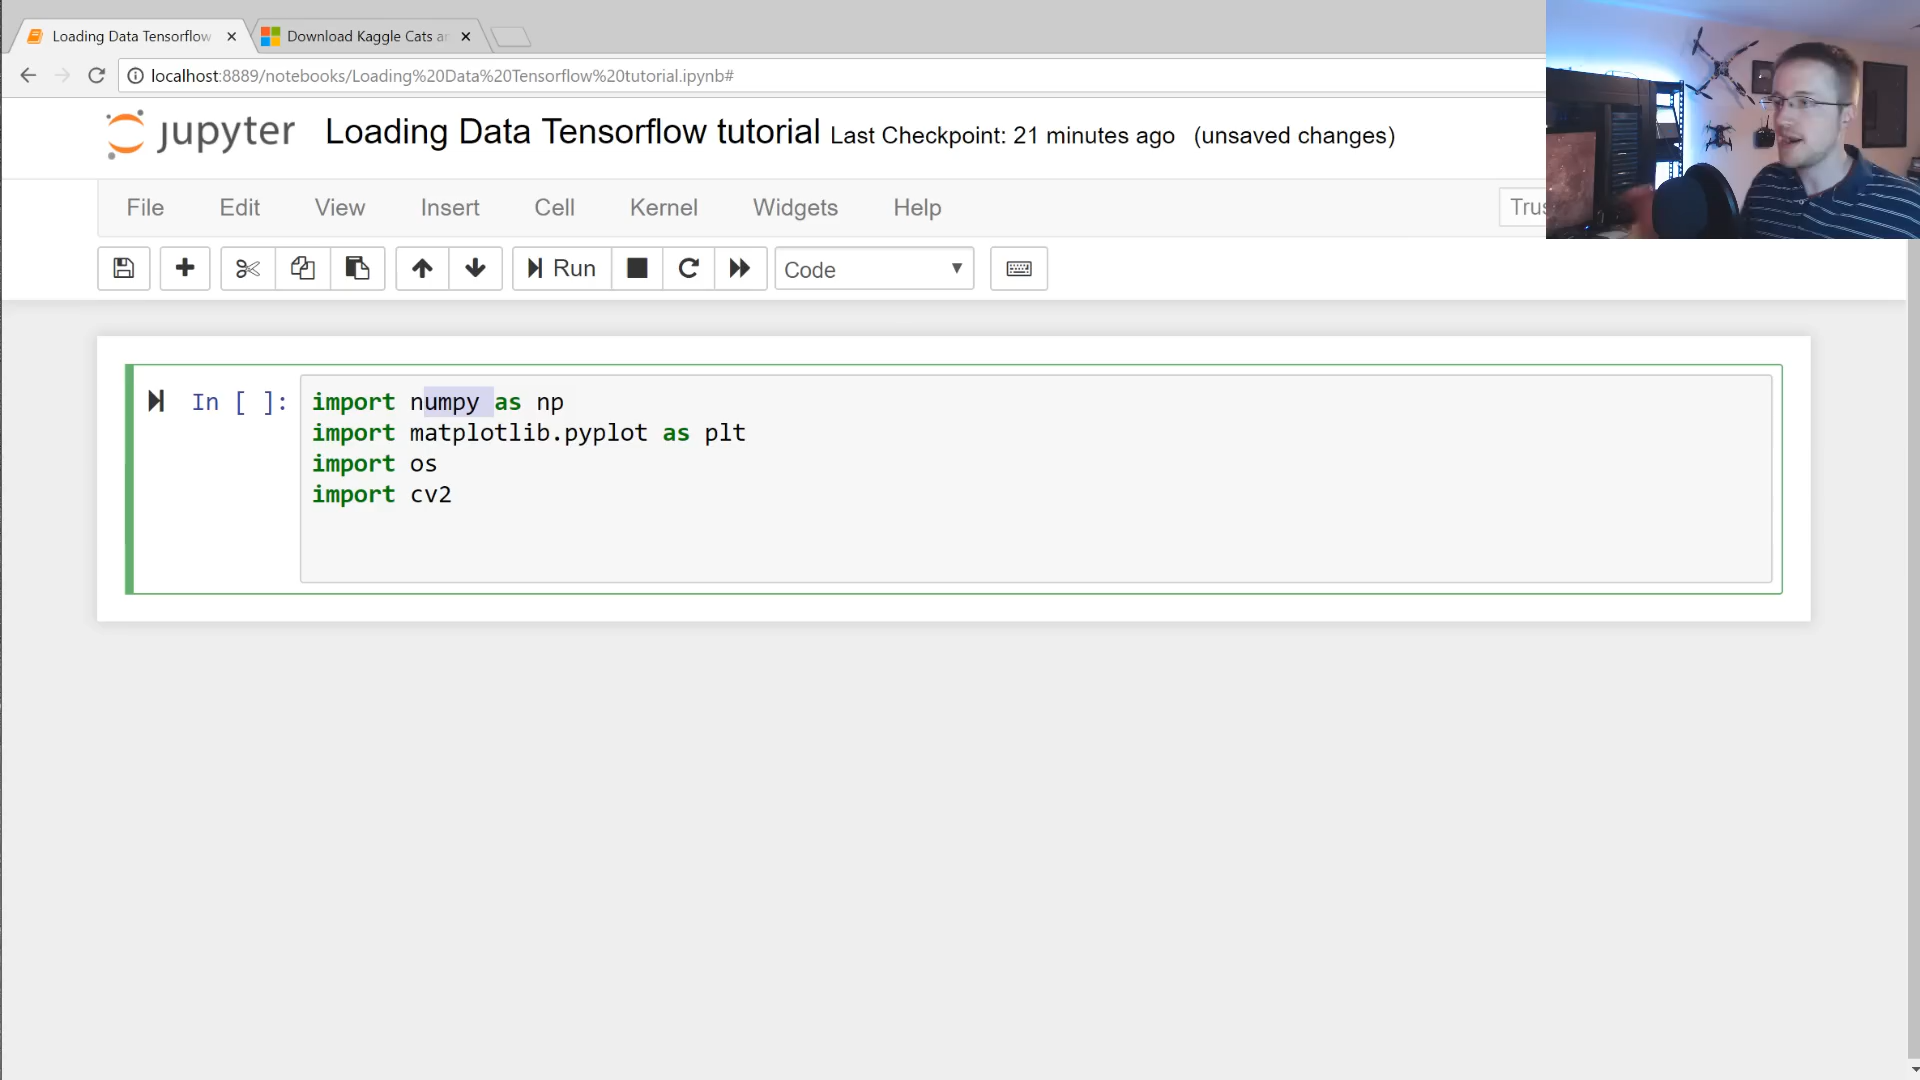 Loading Data Tensorflow
Download Kaggle Cats a
localhost:8889/notebooks/Loading%20Data%20Tensorflow%20tutorial.ipynb#
jupyter Loading Data Tensorflow tutorial Last Checkpoint: 21 minutes ago (unsaved changes)
File Edit View Insert Cell Kernel Widgets Help Trus
Run Code
In [ ]: import numpy as np
import matplotlib.pyplot as plt
import os
import cv2